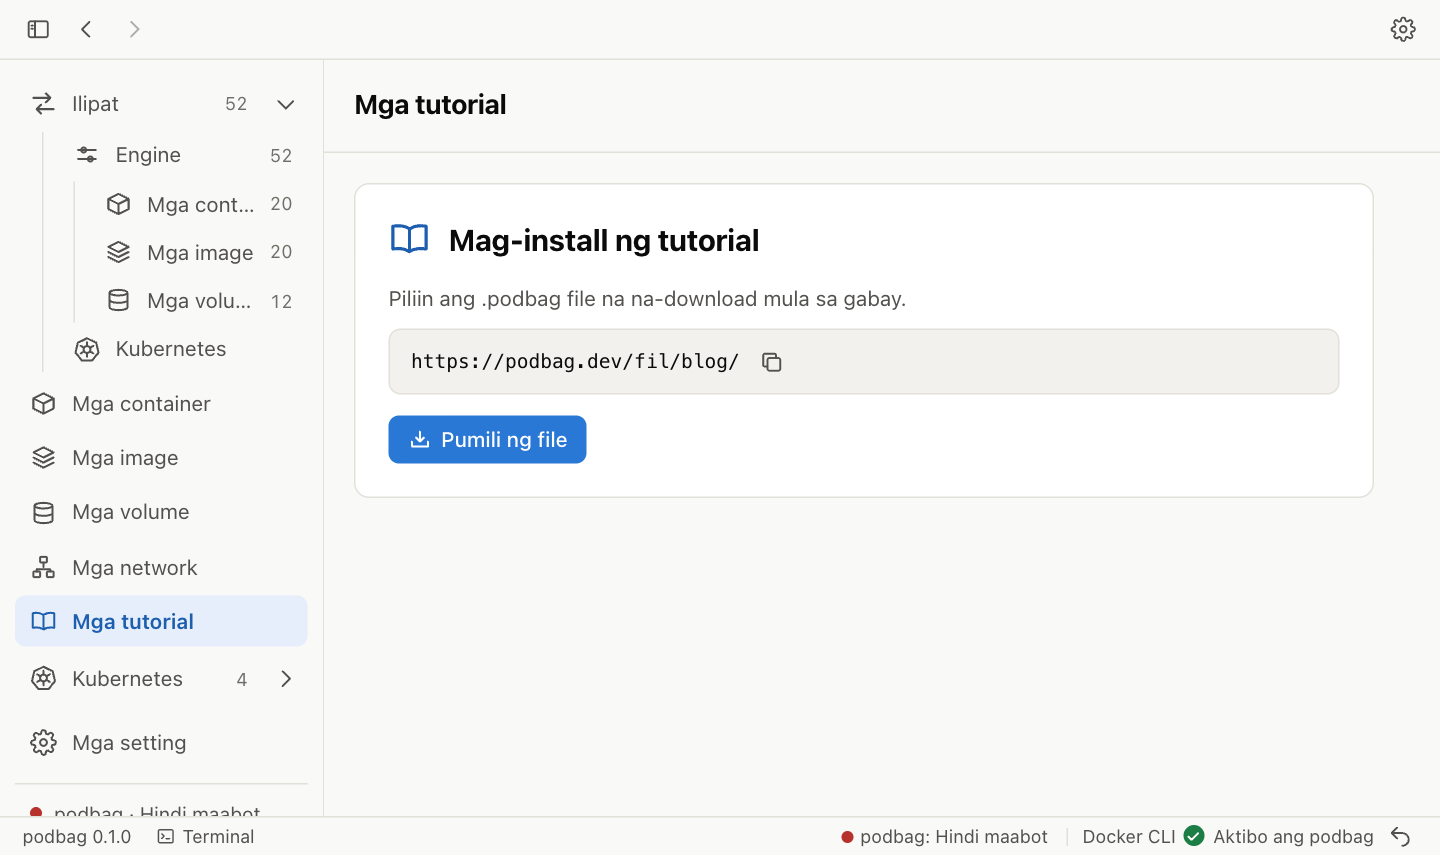 Ilipat 52
Engine 52
Mga cont... 20
Mga image 20
Mga volu... 12
Kubernetes
Mga container
Mga image
Mga volume
Mga network
Mga tutorial
Kubernetes 4
Mga setting
podbag · Hindi maabot
Mga tutorial
Mag-install ng tutorial
Piliin ang .podbag file na na-download mula sa gabay.
https://podbag.dev/fil/blog/
Pumili ng file
podbag 0.1.0 Terminal podbag: Hindi maabot Docker CLI Aktibo ang podbag